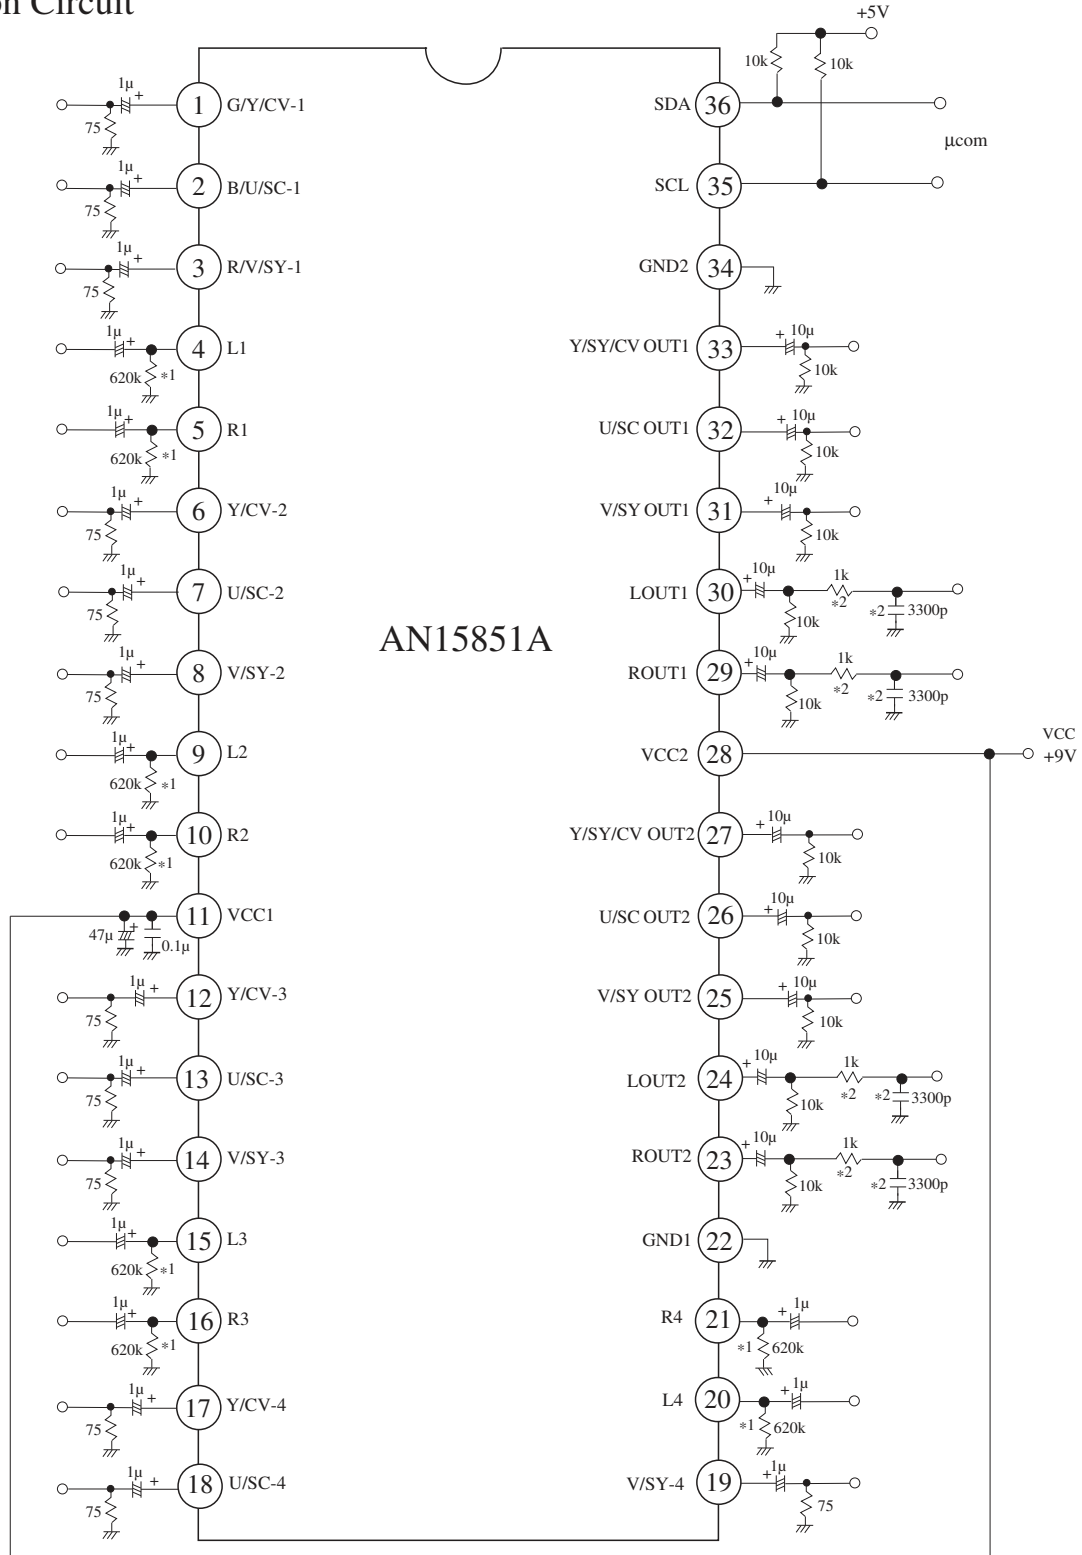 on Circuit
+5V
10k 10k
1μ +
75
1 G/Y/CV-1
SDA 36
μcom
1μ +
75
2 B/U/SC-1
SCL 35
1μ +
75
3 R/V/SY-1
GND2 34
1μ +
620k *1
4 L1
Y/SY/CV OUT1 33
+ 10μ
10k
1μ +
620k *1
5 R1
U/SC OUT1 32
+ 10μ
10k
1μ +
75
6 Y/CV-2
V/SY OUT1 31
+ 10μ
10k
1μ +
75
7 U/SC-2
LOUT1 30
+ 10μ
10k
1k
*2
*2 3300p
AN15851A
1μ +
75
8 V/SY-2
ROUT1 29
+ 10μ
10k
1k
*2
*2 3300p
1μ +
620k *1
9 L2
VCC2 28
VCC
+9V
1μ +
620k *1
10 R2
Y/SY/CV OUT2 27
+ 10μ
10k
47μ + 0.1μ
11 VCC1
U/SC OUT2 26
+ 10μ
10k
1μ +
75
12 Y/CV-3
V/SY OUT2 25
+ 10μ
10k
1μ +
75
13 U/SC-3
LOUT2 24
+ 10μ
10k
1k
*2
*2 3300p
1μ +
75
14 V/SY-3
ROUT2 23
+ 10μ
10k
1k
*2
*2 3300p
1μ +
620k *1
15 L3
GND1 22
1μ +
620k *1
16 R3
R4 21
+ 1μ
*1 620k
1μ +
75
17 Y/CV-4
L4 20
+ 1μ
*1 620k
1μ +
75
18 U/SC-4
V/SY-4 19
+ 1μ
75